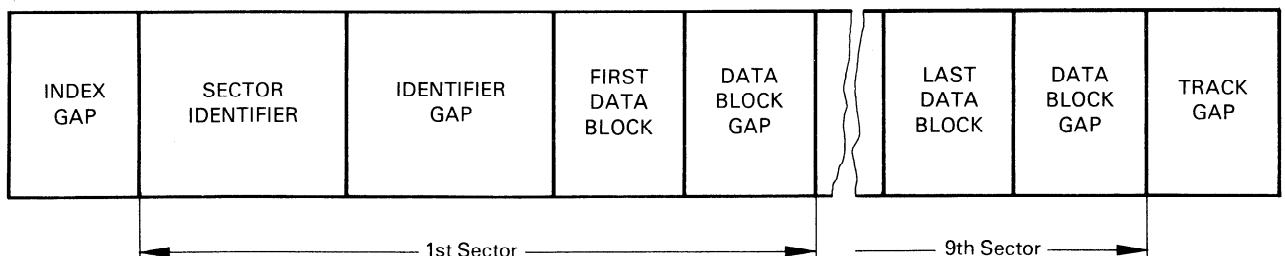 INDEX
GAP
SECTOR
IDENTIFIER
IDENTIFIER
GAP
FIRST
DATA
BLOCK
DATA
BLOCK
GAP
LAST
DATA
BLOCK
DATA
BLOCK
GAP
TRACK
GAP
1st Sector
9th Sector